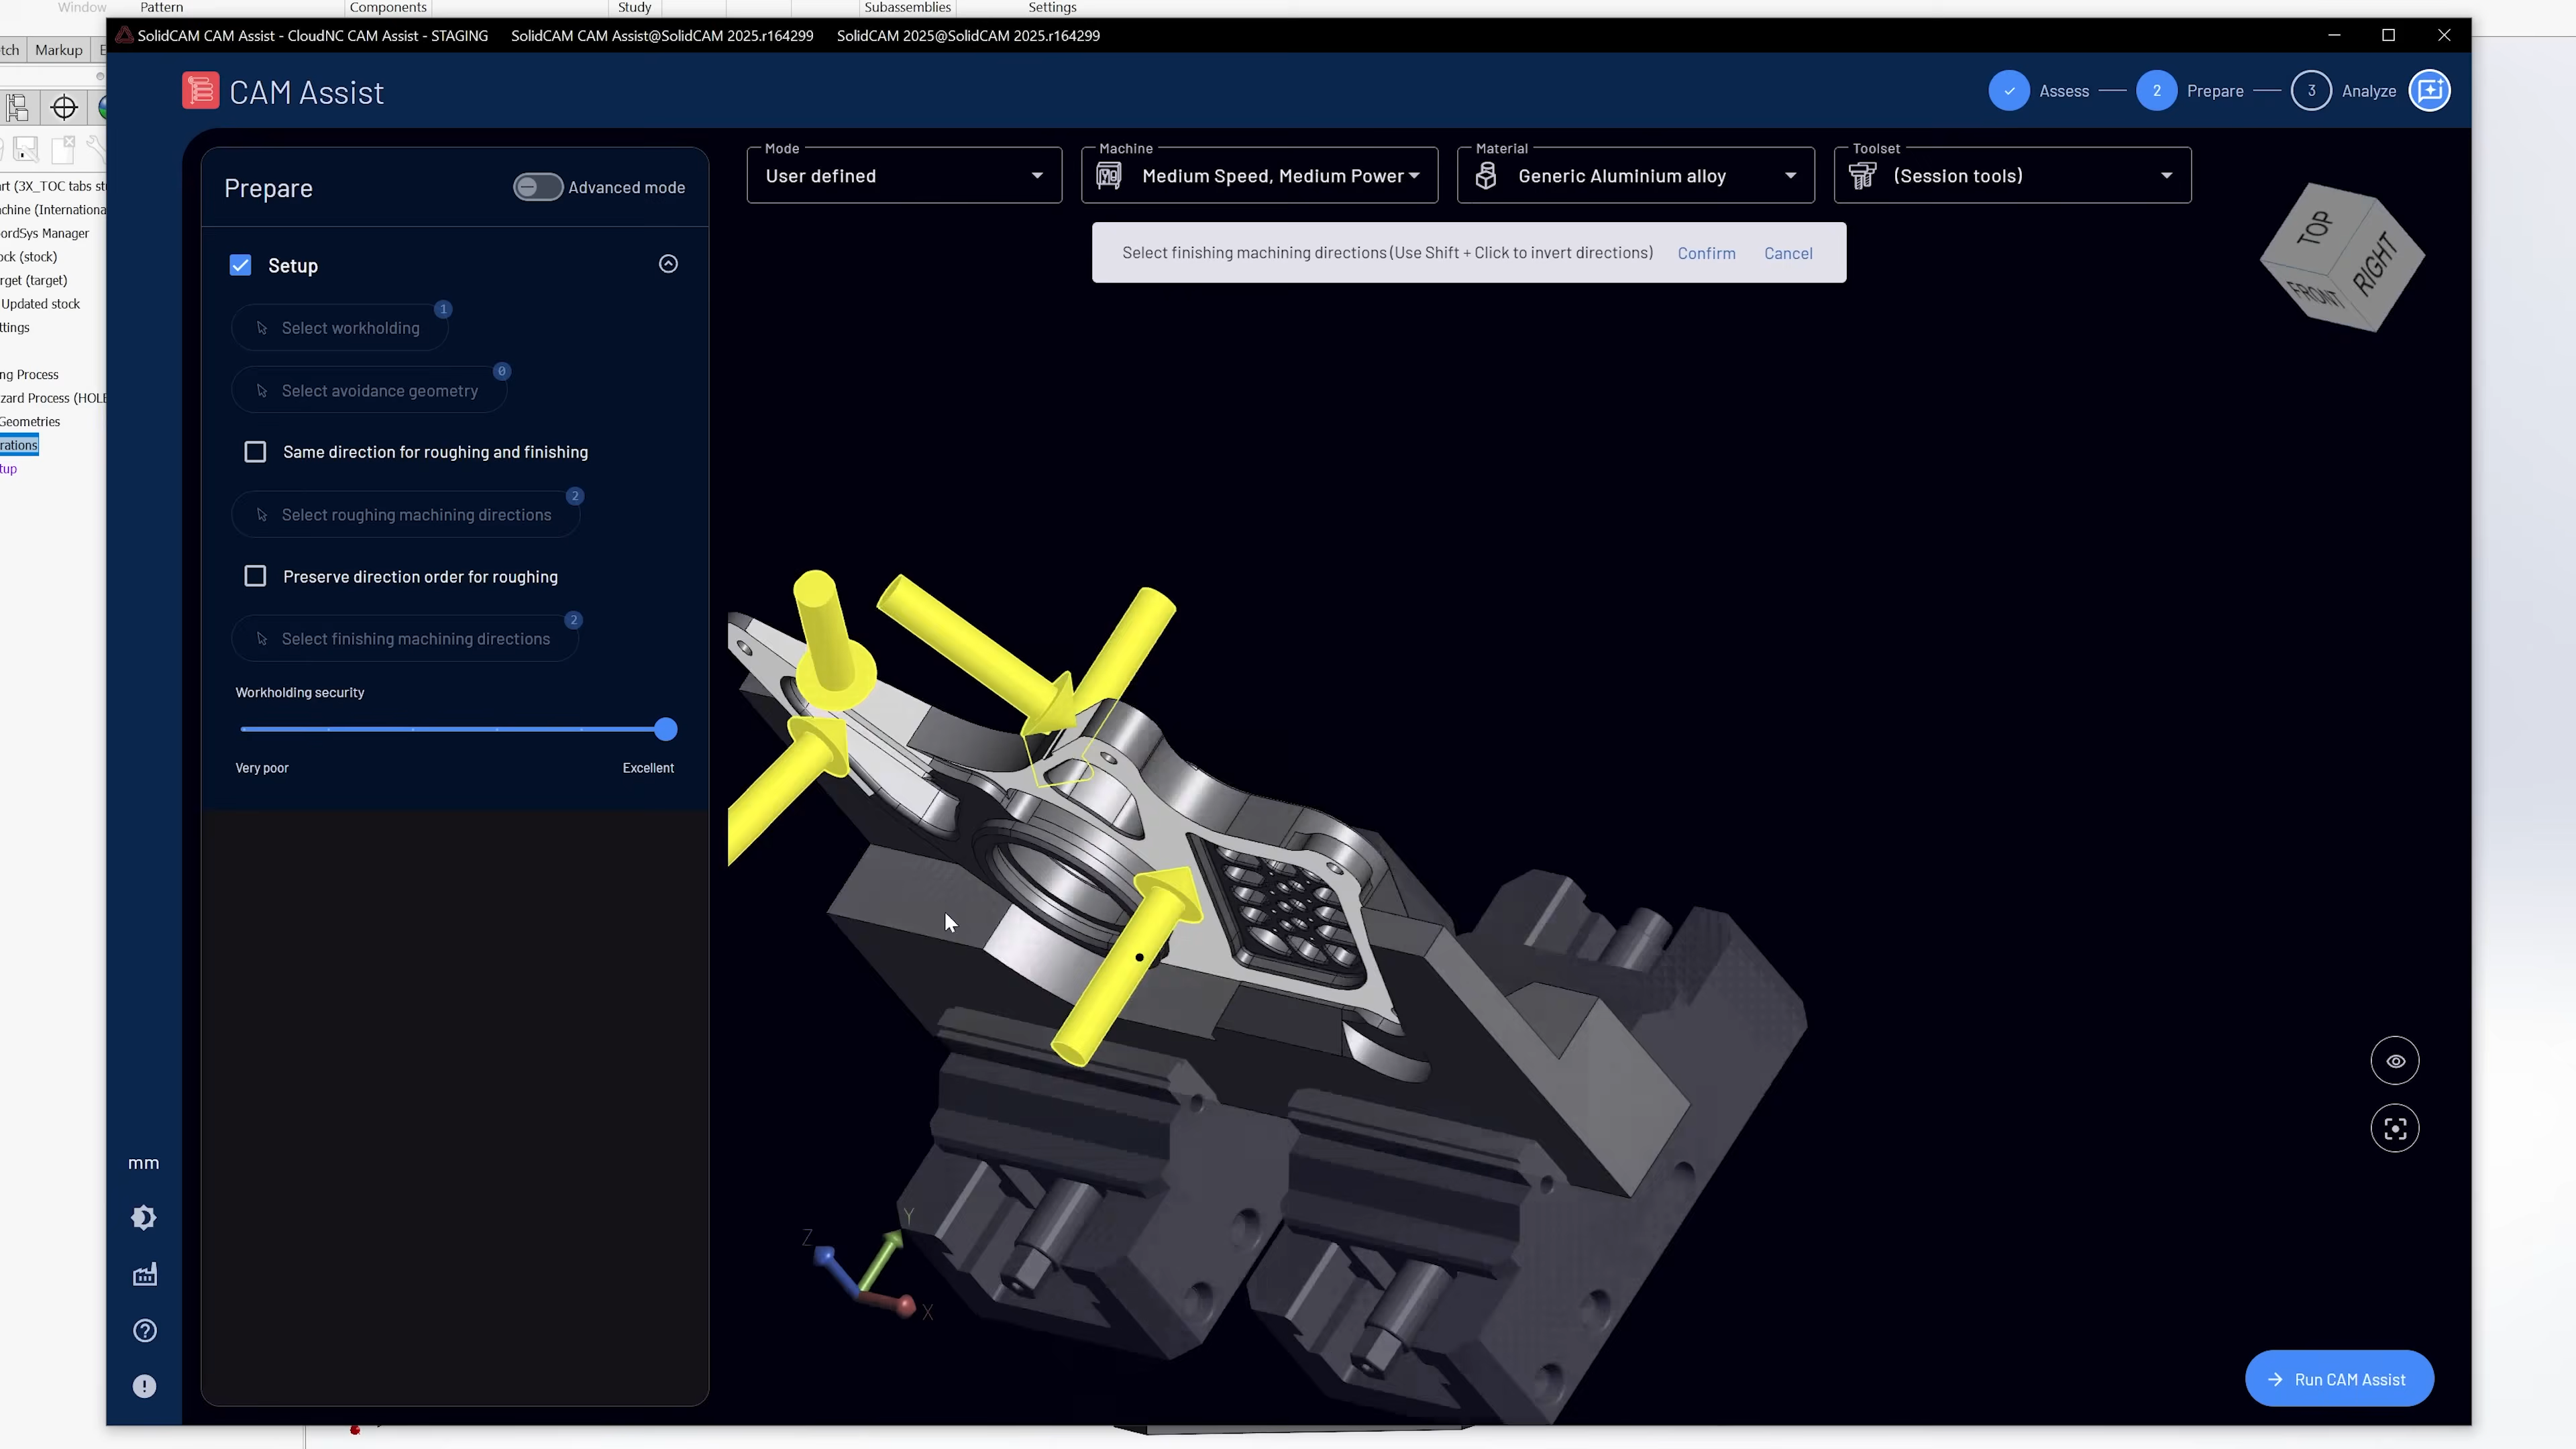 Window
Pattern
Components
Study
Subassemblies
Settings
SolidCAM CAM Assist - CloudNC CAM Assist - STAGING SolidCAM CAM Assist@SolidCAM 2025.r164299 SolidCAM 2025@SolidCAM 2025.r164299
tch
Markup
E
CAM Assist
Assess
2
Prepare
3
Analyze
rt (3X_TOC tabs st
chine (Internationa
ordSys Manager
ock (stock)
rget (target)
Updated stock
ttings
ng Process
zard Process (HOLE
Geometries
rations
tup
Prepare
Advanced mode
Mode
User defined
Machine
Medium Speed, Medium Power
Material
Generic Aluminium alloy
Toolset
(Session tools)
Select finishing machining directions (Use Shift + Click to invert directions)
Confirm
Cancel
TOP
FRONT
RIGHT
Setup
Select workholding
1
Select avoidance geometry
0
Same direction for roughing and finishing
Select roughing machining directions
2
Preserve direction order for roughing
Select finishing machining directions
2
Workholding security
Very poor
Excellent
mm
Z
Y
X
Run CAM Assist